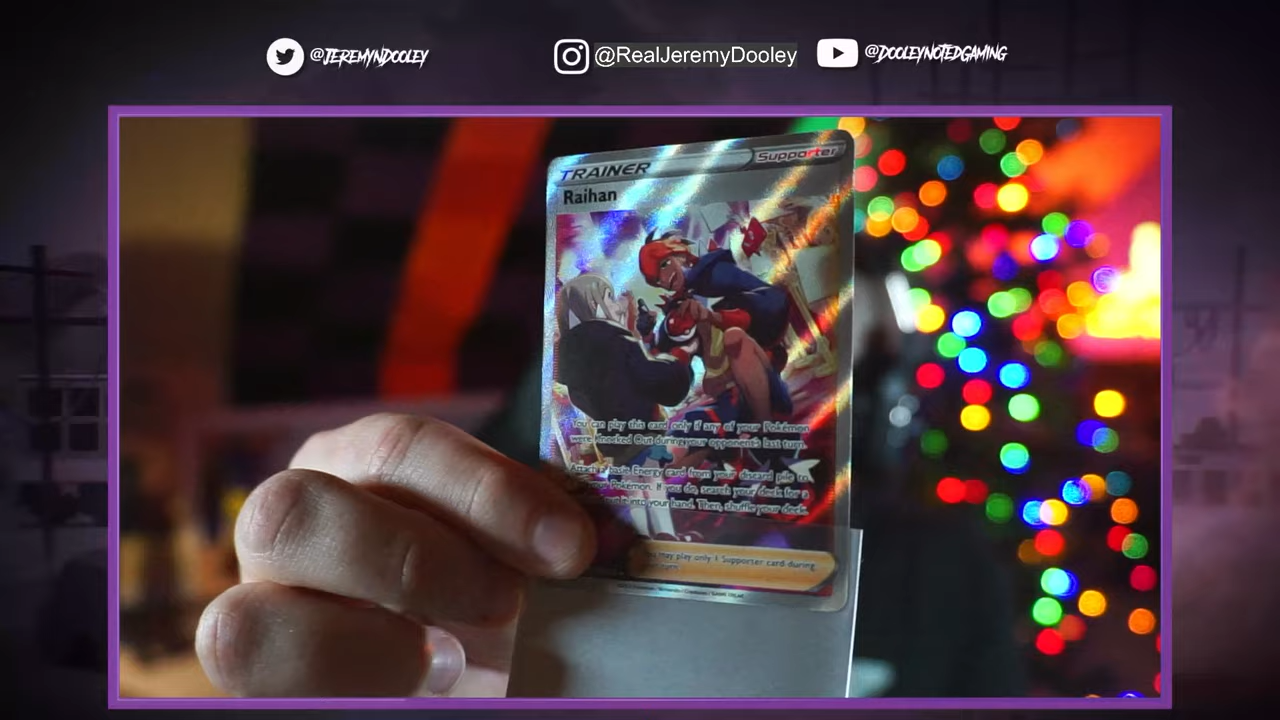 @JEREMYNDOOLEY
@RealJeremyDooley
@DOOLEYNOTEDGAMING
TRAINER
Supporter
Raihan
You can play this card only if any of your Pokémon
were Knocked Out during your opponent's last turn.
Attach a basic Energy card from your discard pile to
Pokémon. If you do, search your deck for a
it into your hand. Then, shuffle your deck.
may play only 1 Supporter card during
turn